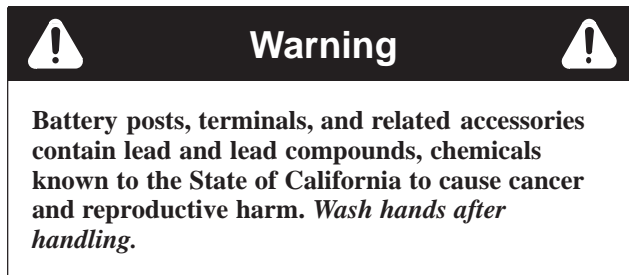 Warning
Battery posts, terminals, and related accessories
contain lead and lead compounds, chemicals
known to the State of California to cause cancer
and reproductive harm. Wash hands after
handling.